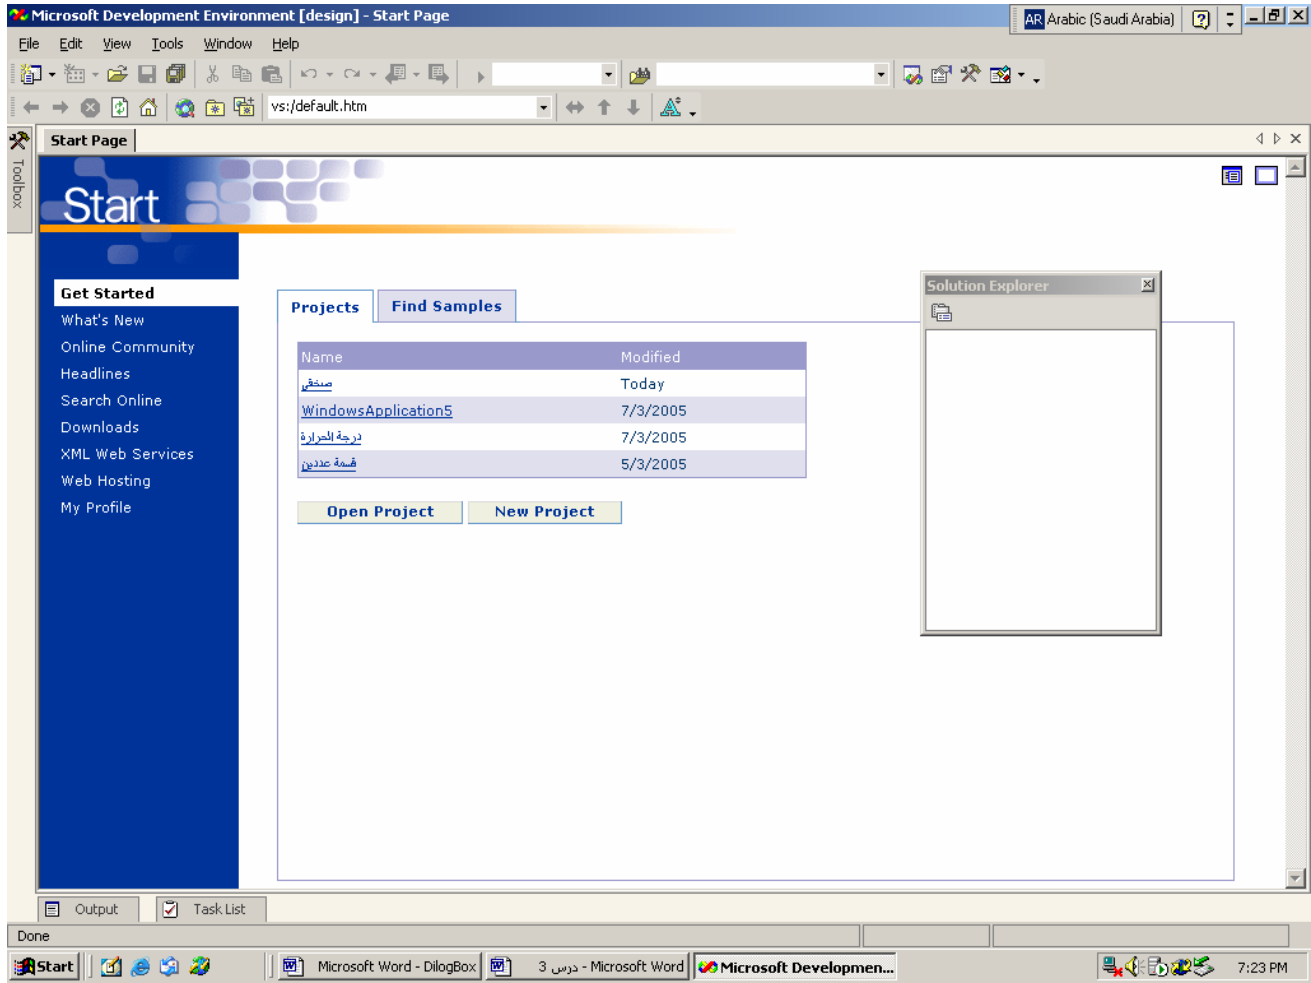 Microsoft Development Environment [design] - Start Page
AR Arabic (Saudi Arabia)
File Edit View Tools Window Help
vs:/default.htm
Toolbox
Start Page
Start
Get Started
What's New
Online Community
Headlines
Search Online
Downloads
XML Web Services
Web Hosting
My Profile
Projects Find Samples
Name Modified
Today
WindowsApplication5 7/3/2005
درجة الحرارة 7/3/2005
قسمة عددين 5/3/2005
Open Project New Project
Solution Explorer
Output Task List
Done
Start Microsoft Word - DilogBox درس 3 - Microsoft Word Microsoft Developmen... 7:23 PM